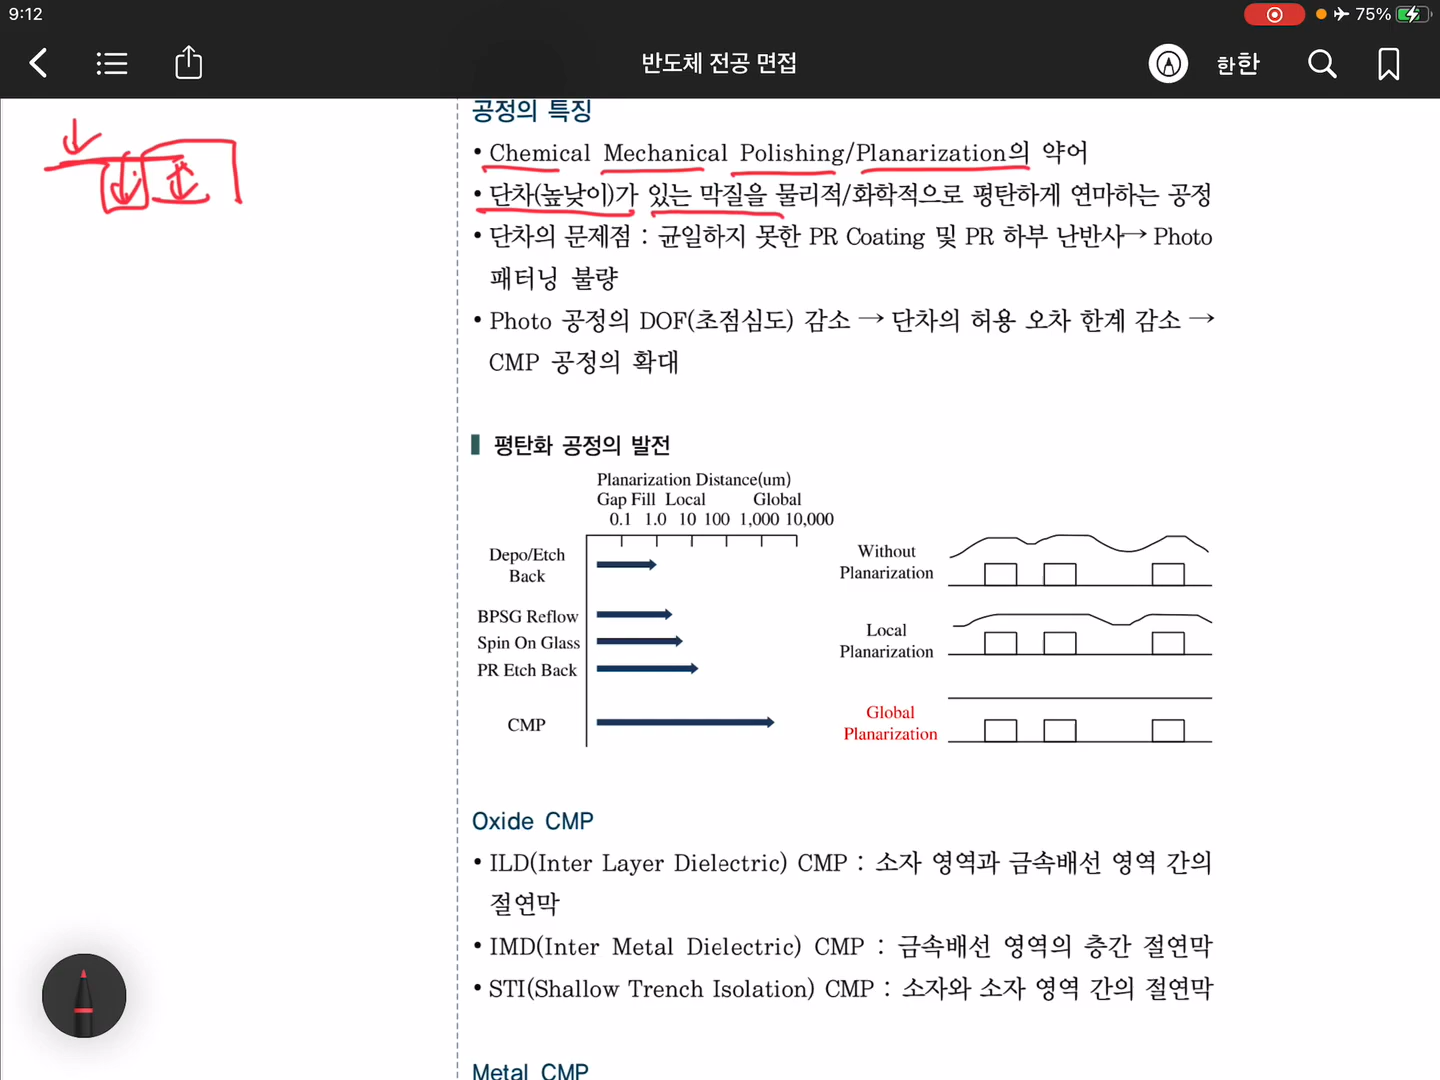 9:12
75%
반도체 전공 면접
한한
공정의 특징
• Chemical Mechanical Polishing/Planarization의 약어
• 단차(높낮이)가 있는 막질을 물리적/화학적으로 평탄하게 연마하는 공정
• 단차의 문제점 : 균일하지 못한 PR Coating 및 PR 하부 난반사→ Photo
패터닝 불량
• Photo 공정의 DOF(초점심도) 감소 → 단차의 허용 오차 한계 감소 →
CMP 공정의 확대
평탄화 공정의 발전
Planarization Distance(um)
Gap Fill Local Global
0.1 1.0 10 100 1,000 10,000
Depo/Etch
Back
BPSG Reflow
Spin On Glass
PR Etch Back
CMP
Without
Planarization
Local
Planarization
Global
Planarization
Oxide CMP
• ILD(Inter Layer Dielectric) CMP : 소자 영역과 금속배선 영역 간의
절연막
• IMD(Inter Metal Dielectric) CMP : 금속배선 영역의 층간 절연막
• STI(Shallow Trench Isolation) CMP : 소자와 소자 영역 간의 절연막
Metal CMP